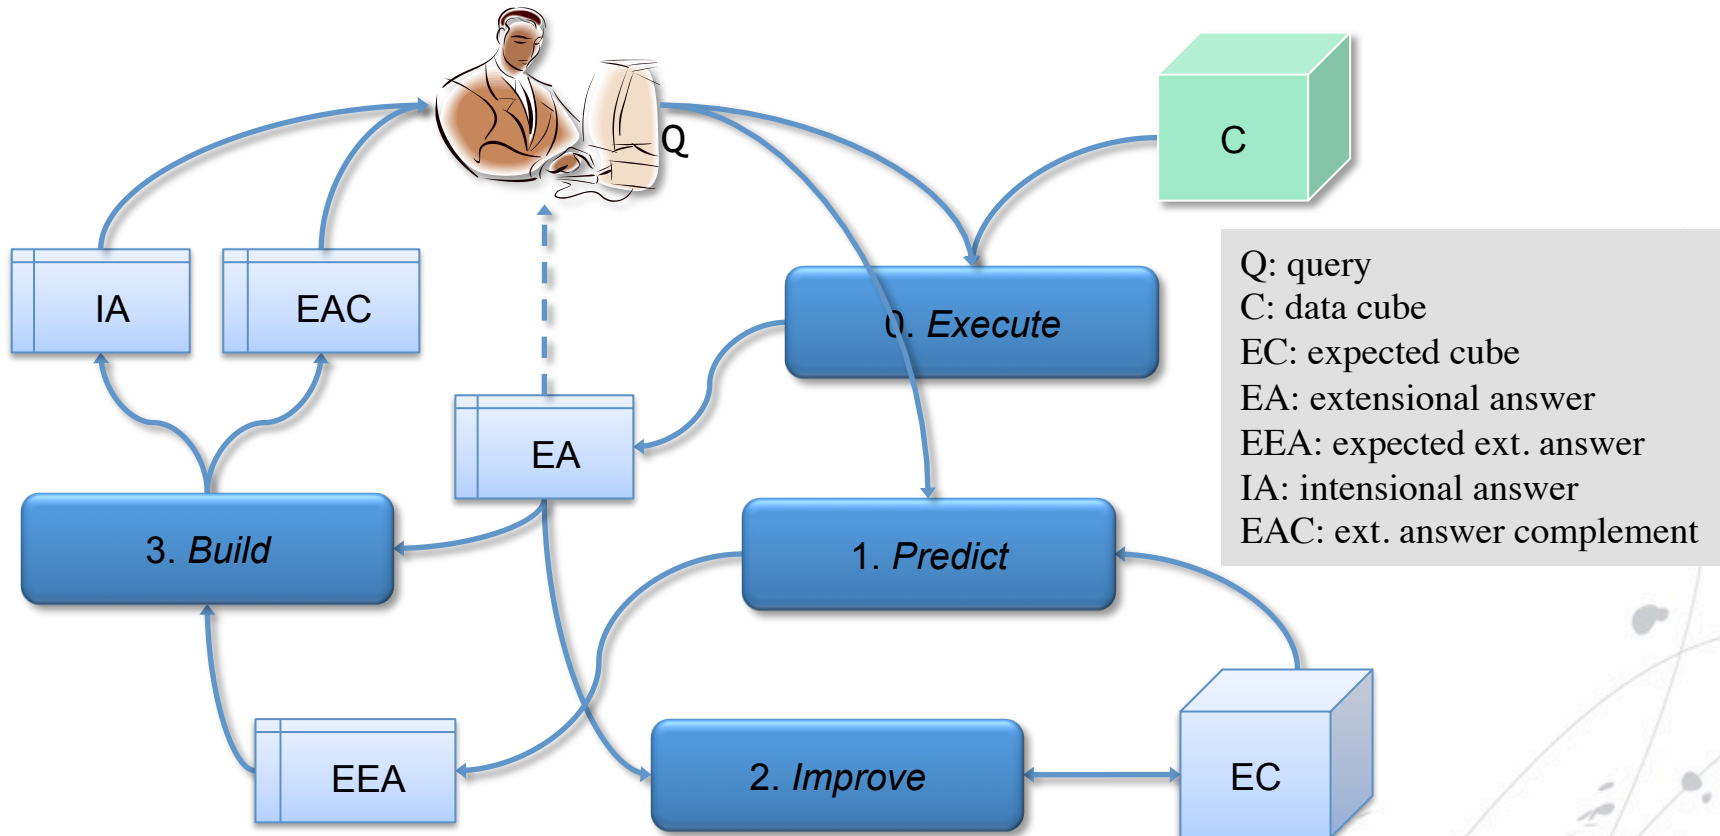 Q
C
IA
EAC
0. Execute
EA
3. Build
1. Predict
EEA
2. Improve
EC
Q: query
C: data cube
EC: expected cube
EA: extensional answer
EEA: expected ext. answer
IA: intensional answer
EAC: ext. answer complement